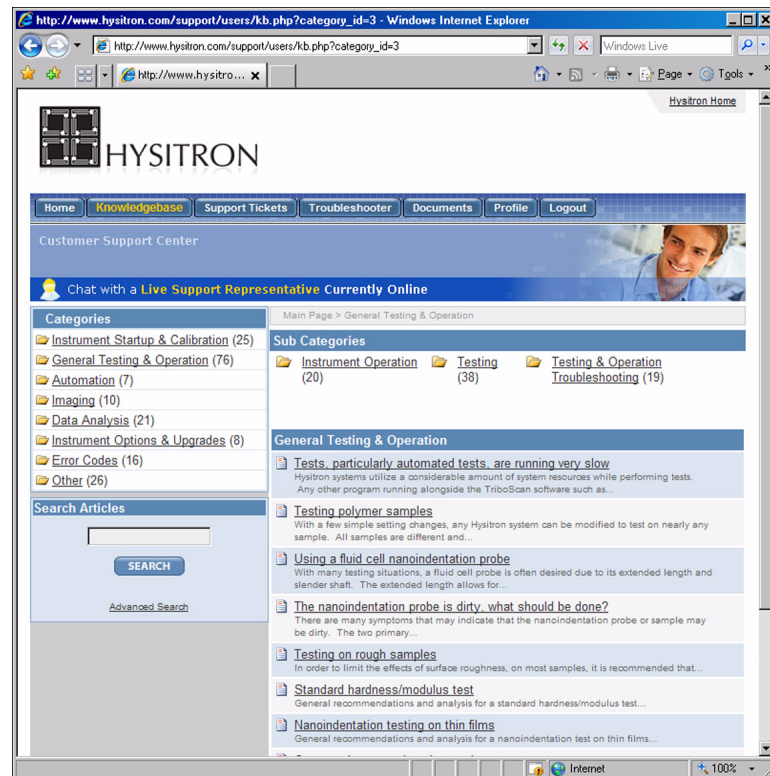 http://www.hysitron.com/support/users/kb.php?category_id=3 - Windows Internet Explorer
http://www.hysitron.com/support/users/kb.php?category_id=3
Windows Live
http://www.hysitro...
Page
Tools
Hysitron Home
HYSITRON
Home Knowledgebase Support Tickets Troubleshooter Documents Profile Logout
Customer Support Center
Chat with a Live Support Representative Currently Online
Categories
Instrument Startup & Calibration (25)
General Testing & Operation (76)
Automation (7)
Imaging (10)
Data Analysis (21)
Instrument Options & Upgrades (8)
Error Codes (16)
Other (26)
Search Articles
SEARCH
Advanced Search
Main Page > General Testing & Operation
Sub Categories
Instrument Operation
(20)
Testing
(38)
Testing & Operation
Troubleshooting (19)
General Testing & Operation
Tests, particularly automated tests, are running very slow
Hysitron systems utilize a considerable amount of system resources while performing tests.
Any other program running alongside the TriboScan software such as...
Testing polymer samples
With a few simple setting changes, any Hysitron system can be modified to test on nearly any
sample. All samples are different and...
Using a fluid cell nanoindentation probe
With many testing situations, a fluid cell probe is often desired due to its extended length and
slender shaft. The extended length allows for...
The nanoindentation probe is dirty, what should be done?
There are many symptoms that may indicate that the nanoindentation probe or sample may
be dirty. The two primary...
Testing on rough samples
In order to limit the effects of surface roughness, on most samples, it is recommended that...
Standard hardness/modulus test
General recommendations and analysis for a standard hardness/modulus test...
Nanoindentation testing on thin films
General recommendations and analysis for a nanoindentation test on thin films...
Internet
100%